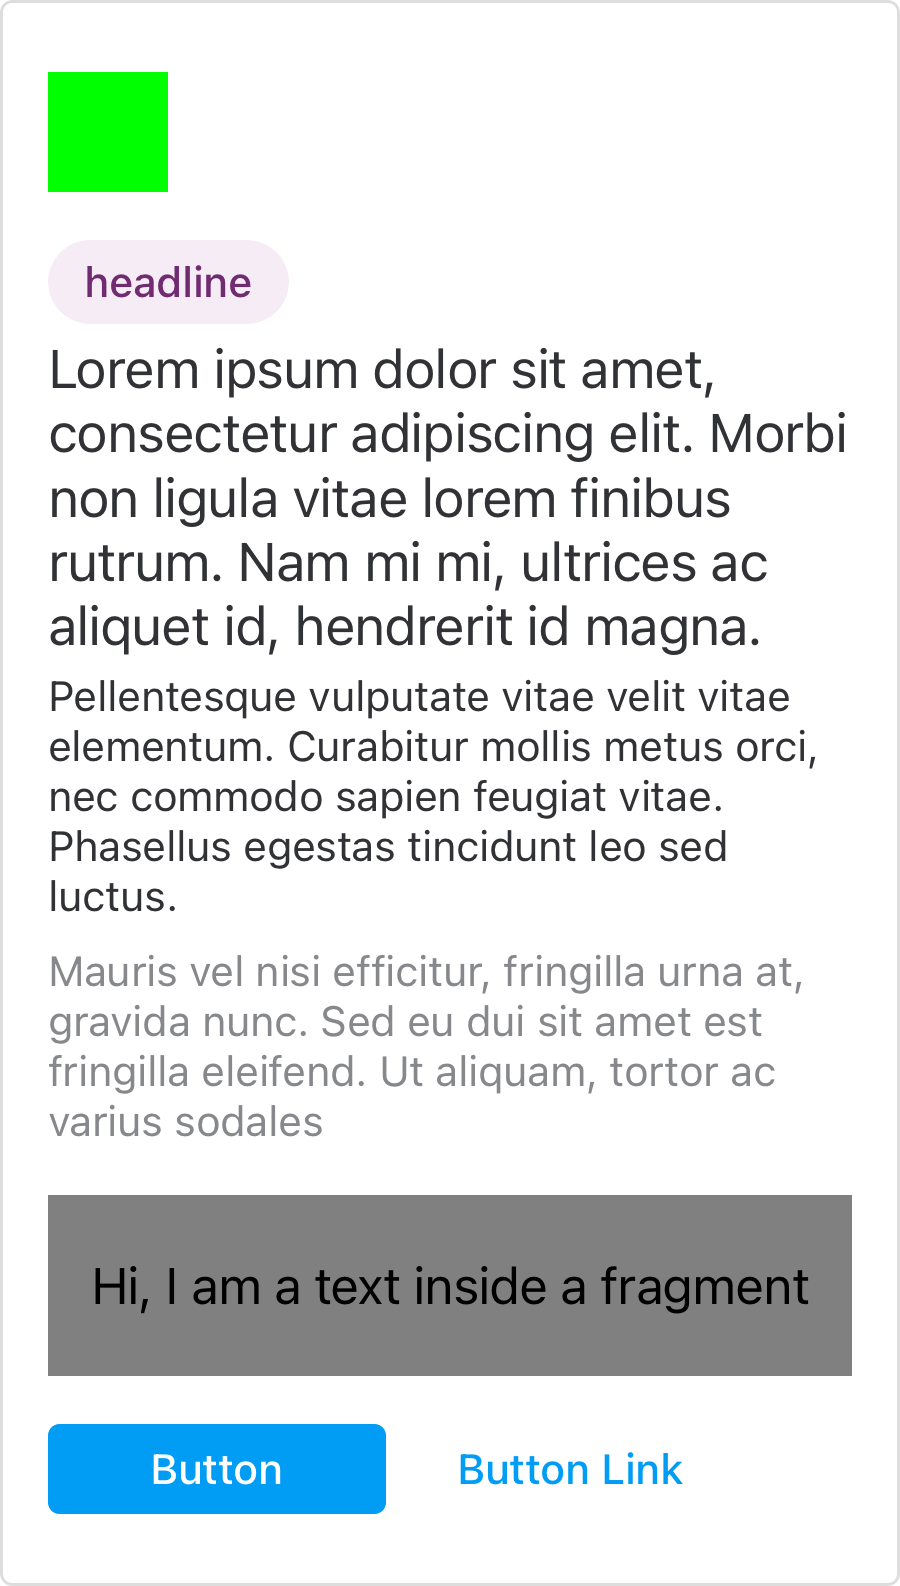 headline
Lorem ipsum dolor sit amet,
consectetur adipiscing elit. Morbi
non ligula vitae lorem finibus
rutrum. Nam mi mi, ultrices ac
aliquet id, hendrerit id magna.
Pellentesque vulputate vitae velit vitae
elementum. Curabitur mollis metus orci,
nec commodo sapien feugiat vitae.
Phasellus egestas tincidunt leo sed
luctus.
Mauris vel nisi efficitur, fringilla urna at,
gravida nunc. Sed eu dui sit amet est
fringilla eleifend. Ut aliquam, tortor ac
varius sodales
Hi, I am a text inside a fragment
Button
Button Link